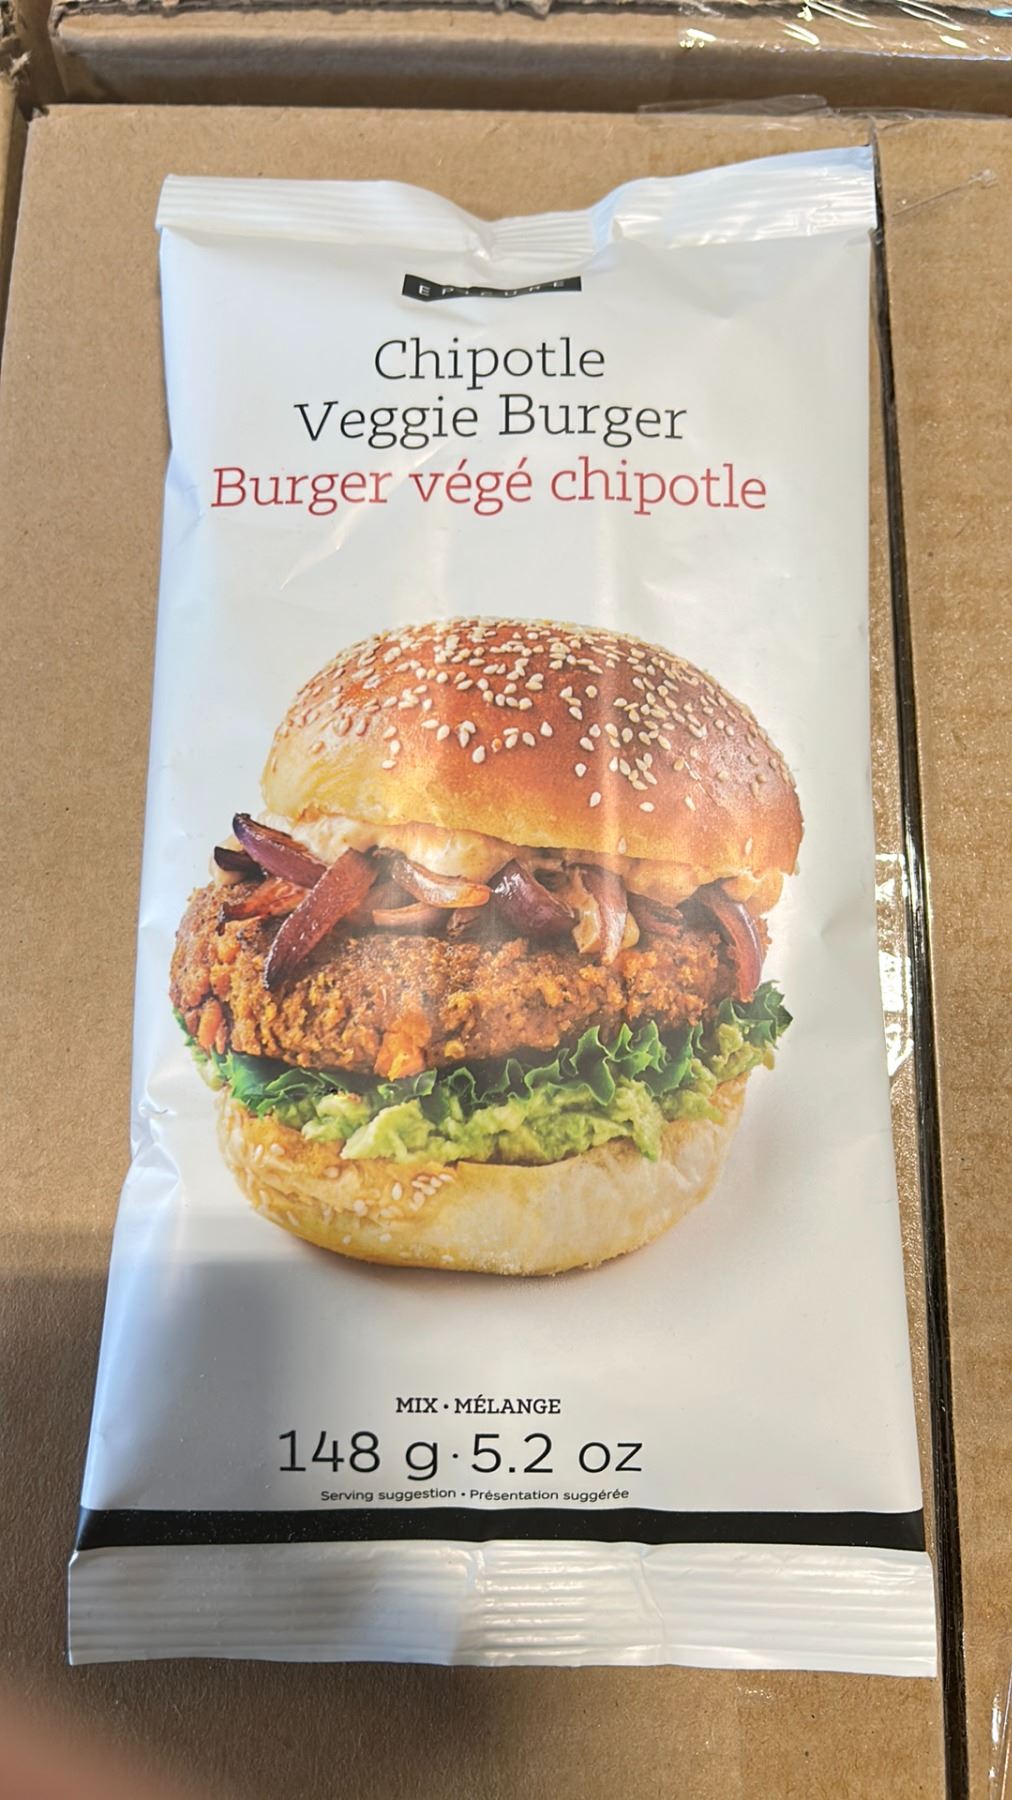 EPICURE
Chipotle
Veggie Burger
Burger végé chipotle
MIX • MÉLANGE
148 g · 5.2 oz
Serving suggestion • Présentation suggérée